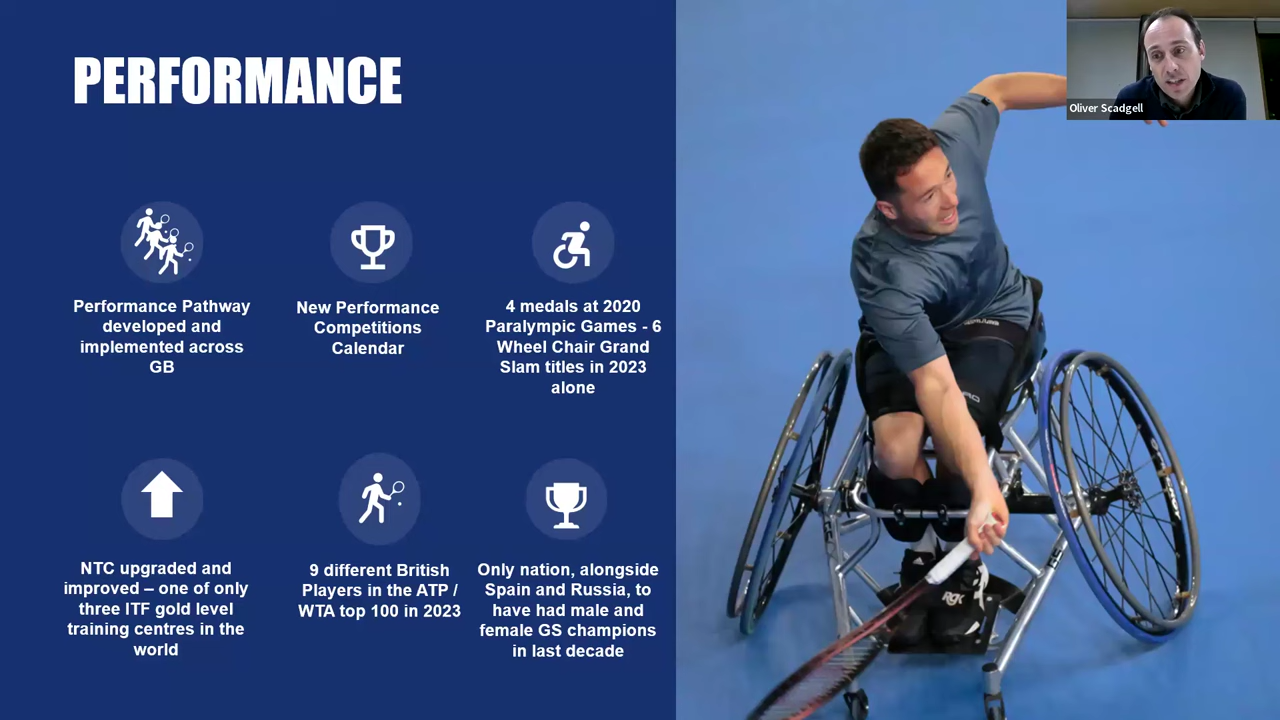 PERFORMANCE
Oliver Scadgell
Performance Pathway
developed and
implemented across
GB
New Performance
Competitions
Calendar
4 medals at 2020
Paralympic Games - 6
Wheel Chair Grand
Slam titles in 2023
alone
NTC upgraded and
improved – one of only
three ITF gold level
training centres in the
world
9 different British
Players in the ATP /
WTA top 100 in 2023
Only nation, alongside
Spain and Russia, to
have had male and
female GS champions
in last decade
RGK